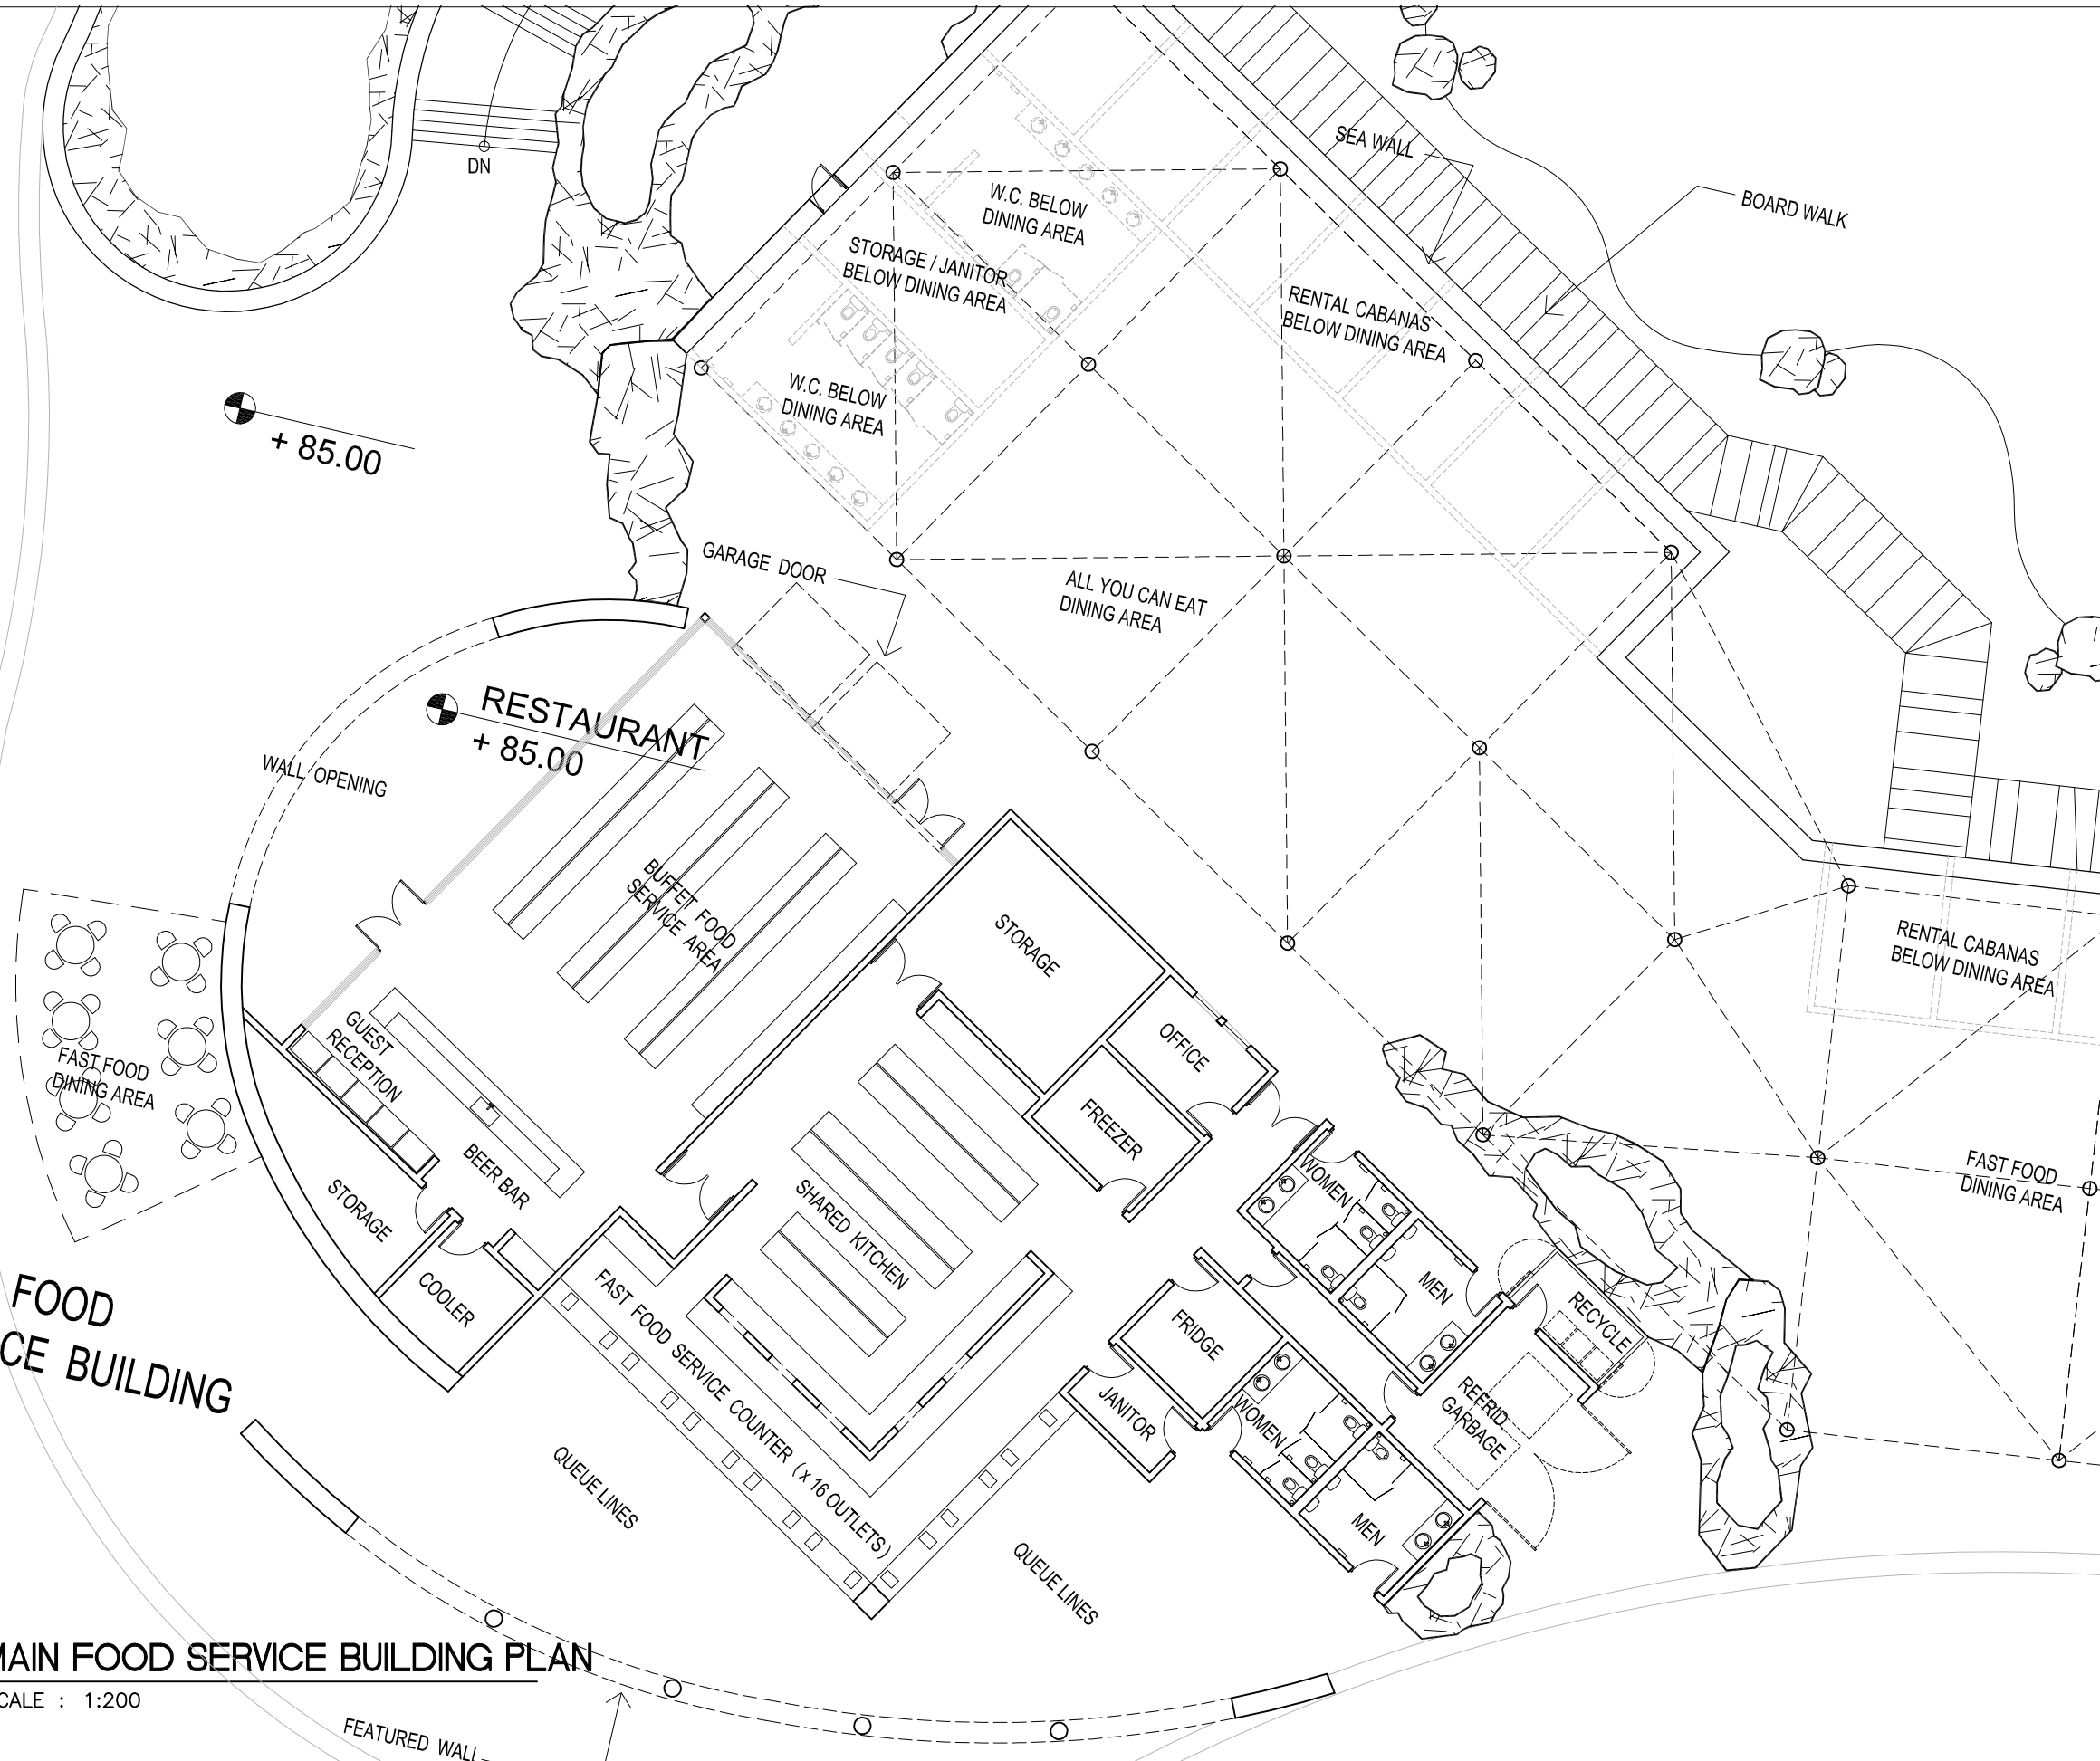 DN
SEA WALL
BOARD WALK
W.C. BELOW
DINING AREA
STORAGE / JANITOR
BELOW DINING AREA
RENTAL CABANAS
BELOW DINING AREA
W.C. BELOW
DINING AREA
+ 85.00
GARAGE DOOR
ALL YOU CAN EAT
DINING AREA
RESTAURANT
+ 85.00
WALL OPENING
BUFFET FOOD
SERVICE AREA
STORAGE
RENTAL CABANAS
BELOW DINING AREA
GUEST
RECEPTION
OFFICE
FAST FOOD
DINING AREA
FREEZER
BEER BAR
WOMEN
FAST FOOD
DINING AREA
STORAGE
SHARED KITCHEN
COOLER
MEN
RECYCLE
FOOD
CE BUILDING
FAST FOOD SERVICE COUNTER (x 16 OUTLETS)
FRIDGE
JANITOR
WOMEN
REFRID
GARBAGE
QUEUE LINES
MEN
QUEUE LINES
MAIN FOOD SERVICE BUILDING PLAN
CALE : 1:200
FEATURED WALL